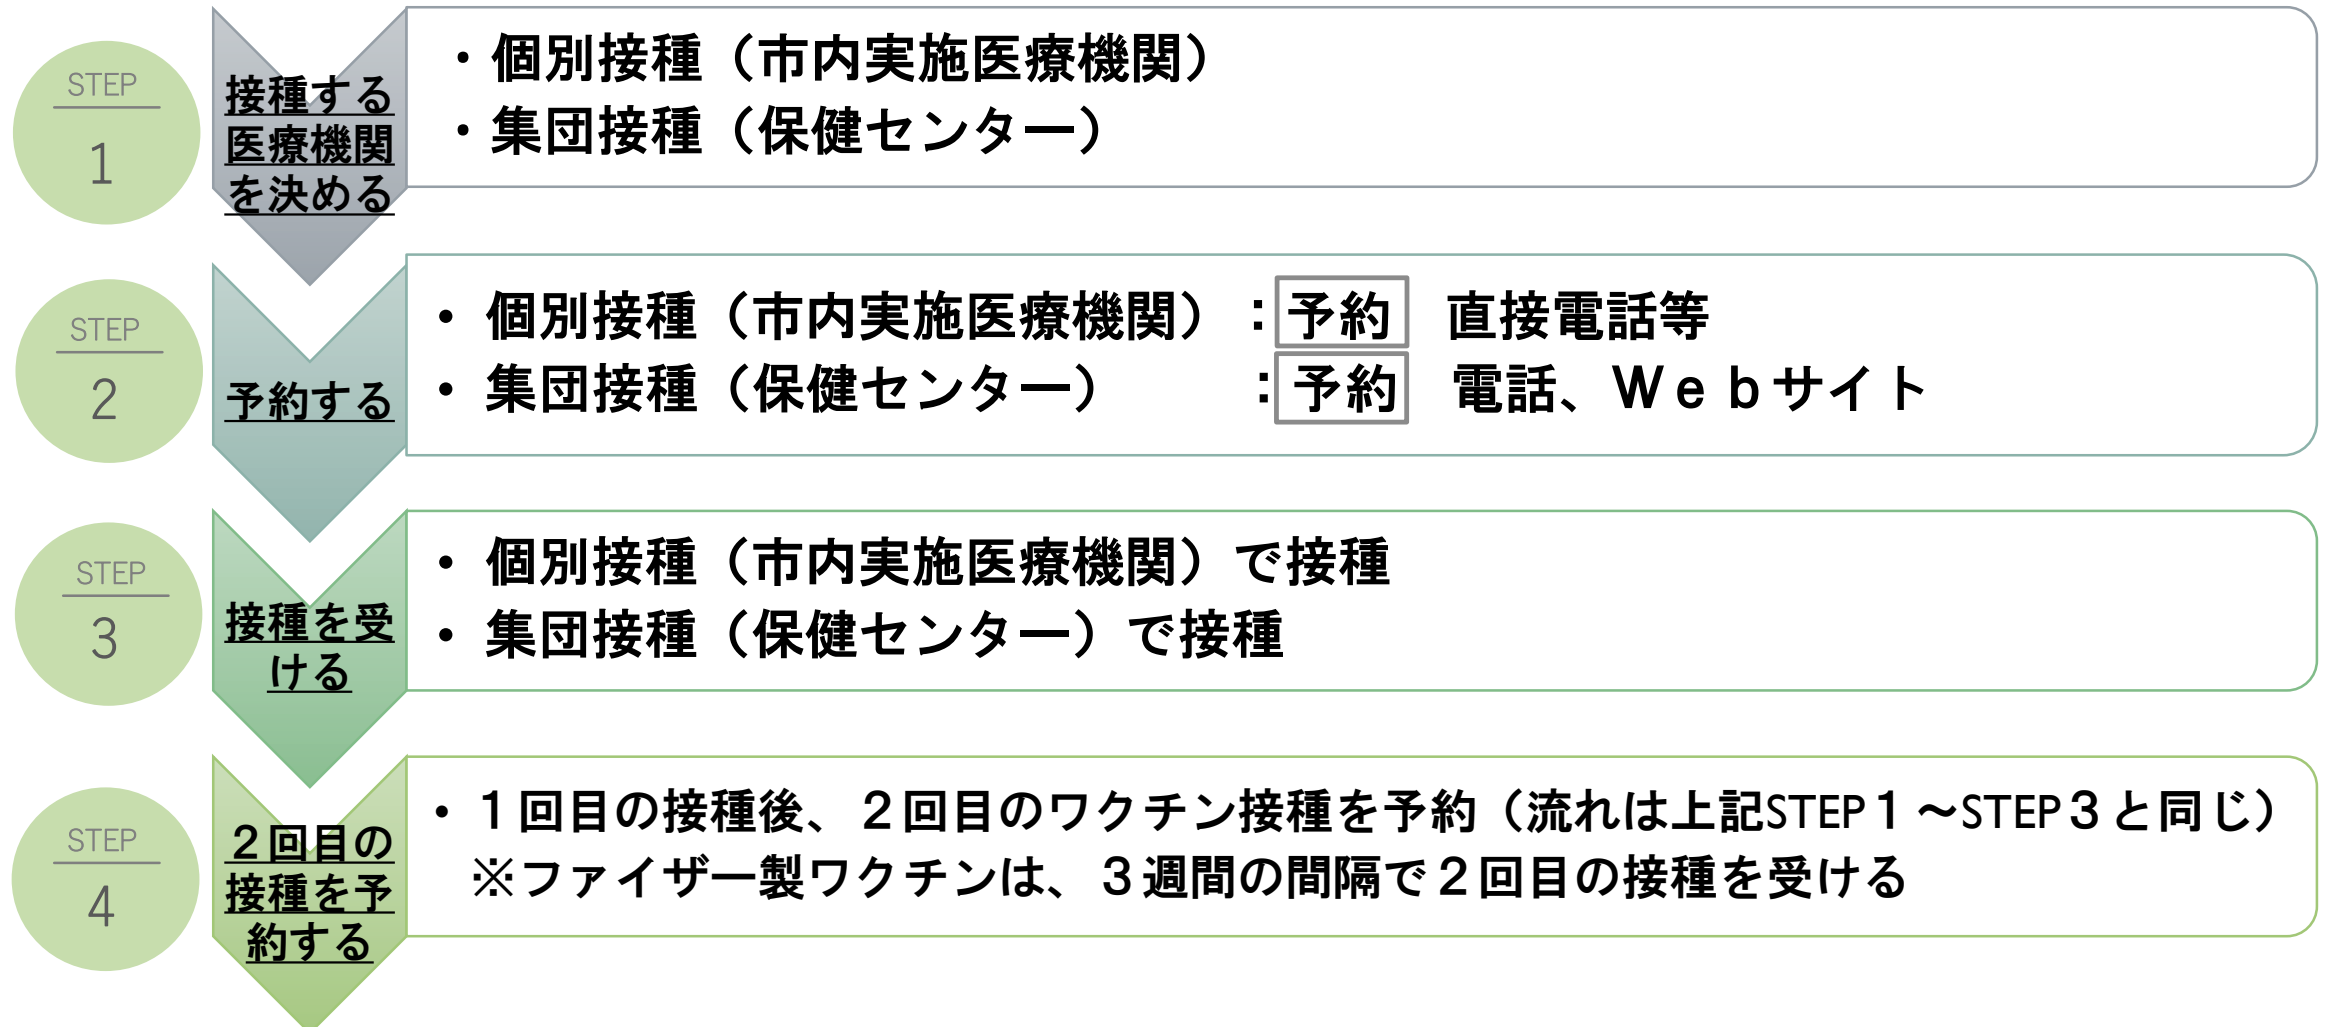 STEP
1
接種する
医療機関
を決める
・個別接種（市内実施医療機関）
・集団接種（保健センター）
STEP
2
予約する
• 個別接種（市内実施医療機関）：予約 直接電話等
• 集団接種（保健センター） ：予約 電話、Ｗｅｂサイト
STEP
3
接種を受
ける
• 個別接種（市内実施医療機関）で接種
• 集団接種（保健センター）で接種
STEP
4
２回目の
接種を予
約する
・１回目の接種後、２回目のワクチン接種を予約（流れは上記STEP１～STEP３と同じ）
※ファイザー製ワクチンは、３週間の間隔で２回目の接種を受ける